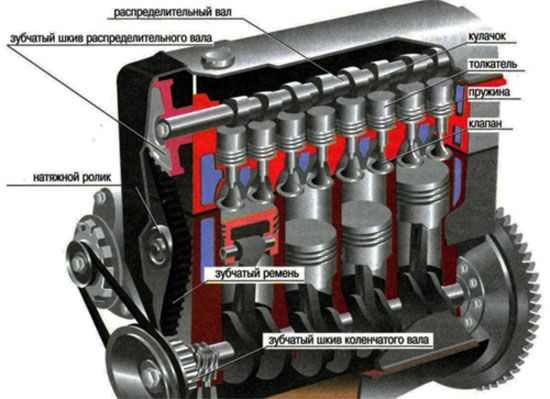 распределительный вал
зубчатый шкив распределительного вала
кулачок
толкатель
пружина
клапан
натяжной ролик
зубчатый ремень
зубчатый шкив коленчатого вала